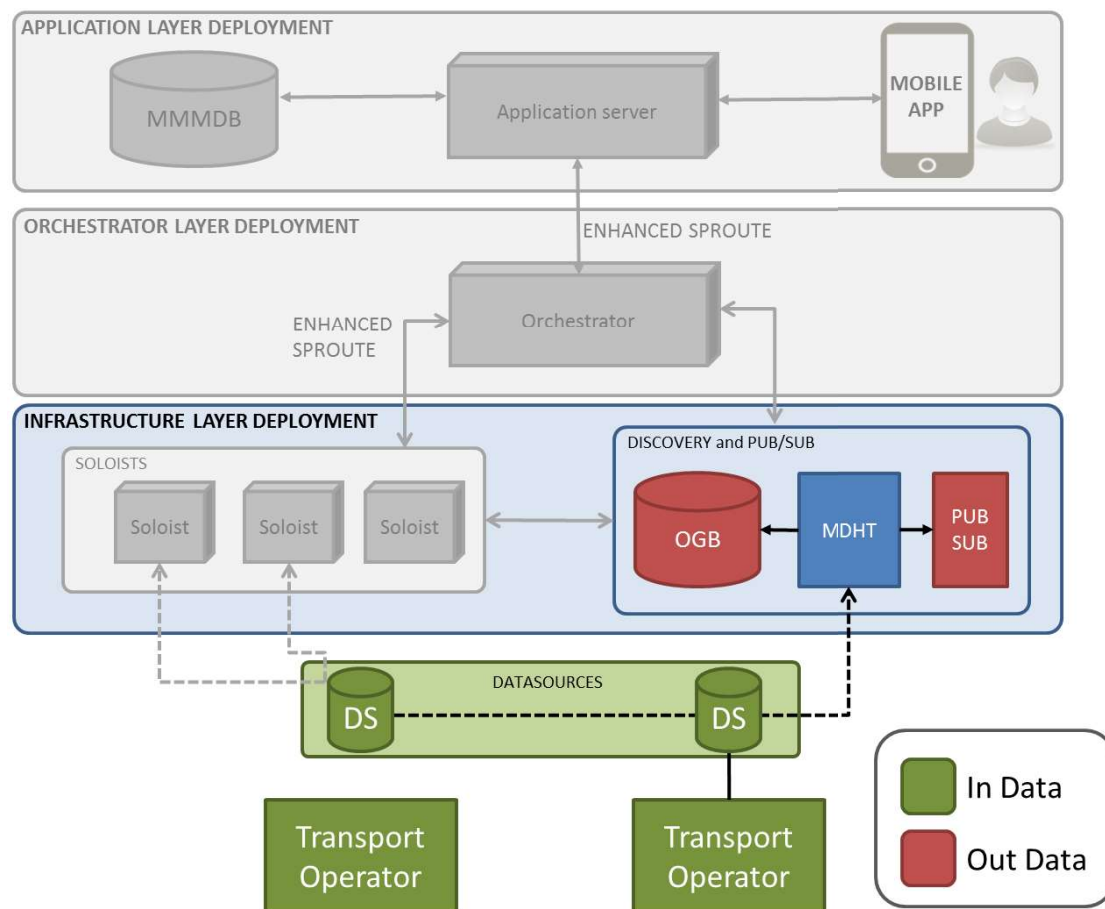 APPLICATION LAYER DEPLOYMENT
MMMDB
Application server
MOBILE
APP
ORCHESTRATOR LAYER DEPLOYMENT
ENHANCED SPROUTE
Orchestrator
ENHANCED
SPROUTE
INFRASTRUCTURE LAYER DEPLOYMENT
SOLOISTS
Soloist
Soloist
Soloist
DISCOVERY and PUB/SUB
OGB
MDHT
PUB
SUB
DATASOURCES
DS
DS
Transport
Operator
Transport
Operator
In Data
Out Data